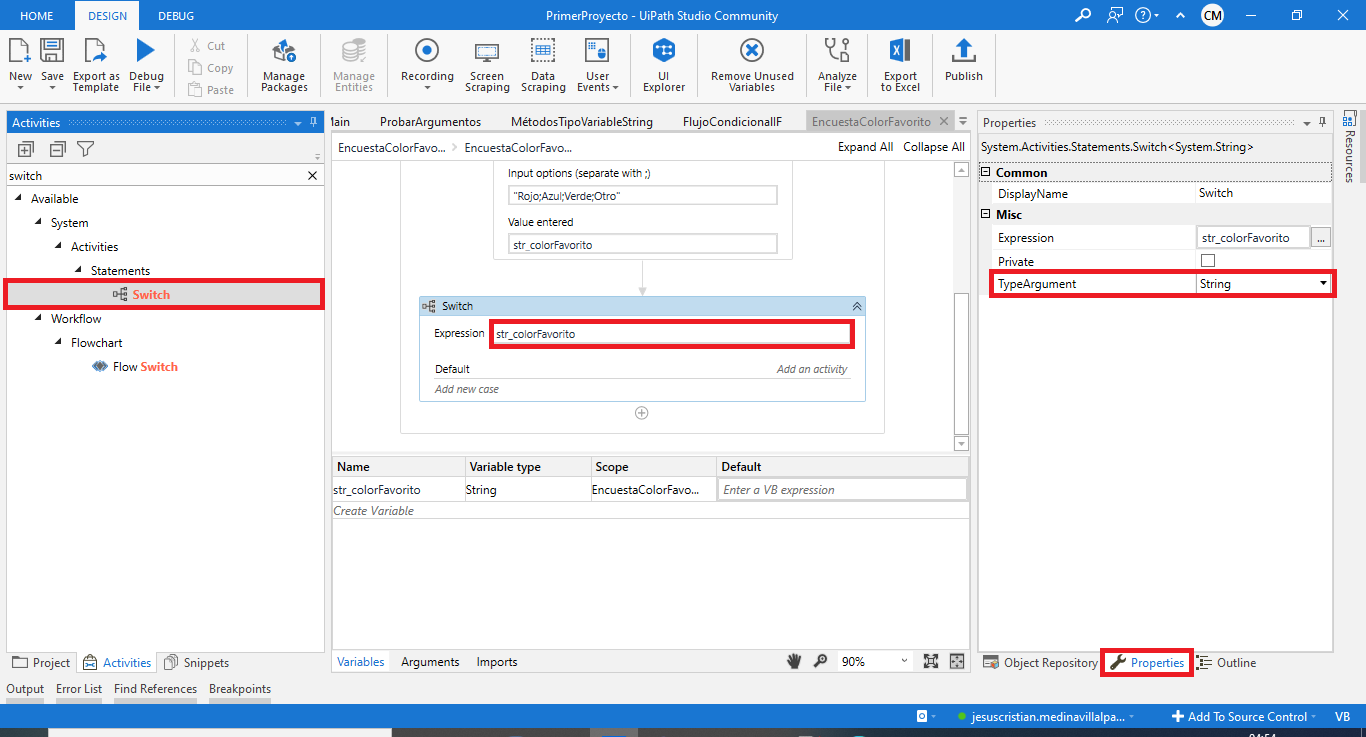 HOME DESIGN DEBUG PrimerProyecto - UiPath Studio Community CM
New Save Export as Template Debug File Cut Copy Paste Manage Packages Manage Entities Recording Screen Scraping Data Scraping User Events UI Explorer Remove Unused Variables Analyze File Export to Excel Publish
Activities
switch
Available
System
Activities
Statements
Switch
Workflow
Flowchart
Flow Switch
Project Activities Snippets
ProbarArgumentos MétodosTipoVariableString FlujoCondicionalIF EncuestaColorFavorito
EncuestaColorFavo... EncuestaColorFavo... Expand All Collapse All
Input options (separate with ;)
"Rojo;Azul;Verde;Otro"
Value entered
str_colorFavorito
Switch
Expression str_colorFavorito
Default Add an activity
Add new case
Name Variable type Scope Default
str_colorFavorito String EncuestaColorFavo... Enter a VB expression
Create Variable
Variables Arguments Imports 90%
Properties
System.Activities.Statements.Switch<System.String>
Common
DisplayName Switch
Misc
Expression str_colorFavorito ...
Private
TypeArgument String
Object Repository Properties Outline
Resources
Output Error List Find References Breakpoints
jesuscristian.medinavillalpa... Add To Source Control VB